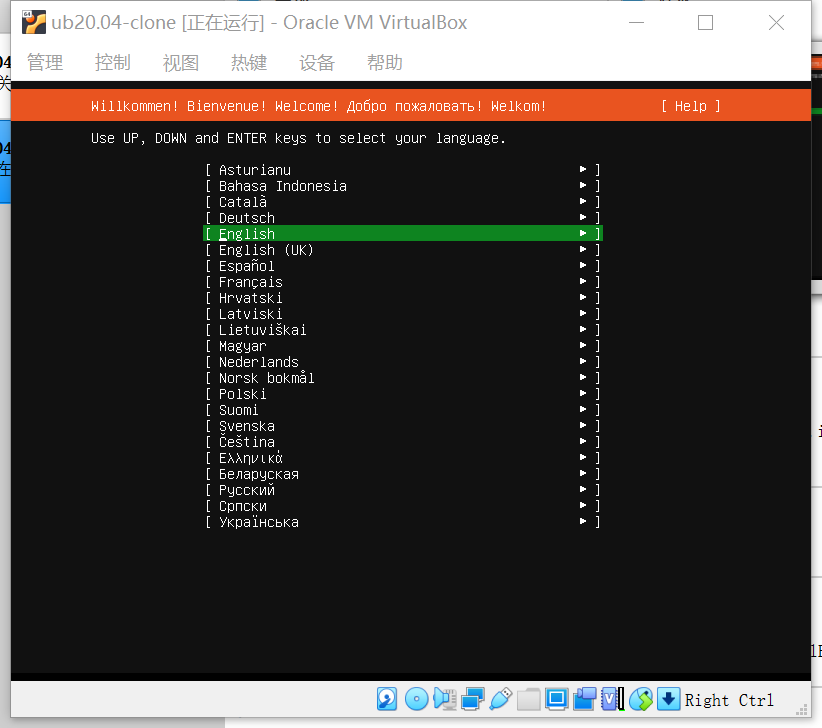 ub20.04-clone [正在运行] - Oracle VM VirtualBox
管理 控制 视图 热键 设备 帮助
Willkommen! Bienvenue! Welcome! Добро пожаловать! Welkom! [ Help ]
Use UP, DOWN and ENTER keys to select your language.
[ Asturianu ► ]
[ Bahasa Indonesia ► ]
[ Català ► ]
[ Deutsch ► ]
[ English ► ]
[ English (UK) ► ]
[ Español ► ]
[ Français ► ]
[ Hrvatski ► ]
[ Latviski ► ]
[ Lietuviškai ► ]
[ Magyar ► ]
[ Nederlands ► ]
[ Norsk bokmål ► ]
[ Polski ► ]
[ Suomi ► ]
[ Svenska ► ]
[ Čeština ► ]
[ Ελληνικά ► ]
[ Беларуская ► ]
[ Русский ► ]
[ Српски ► ]
[ Українська ► ]
Right Ctrl